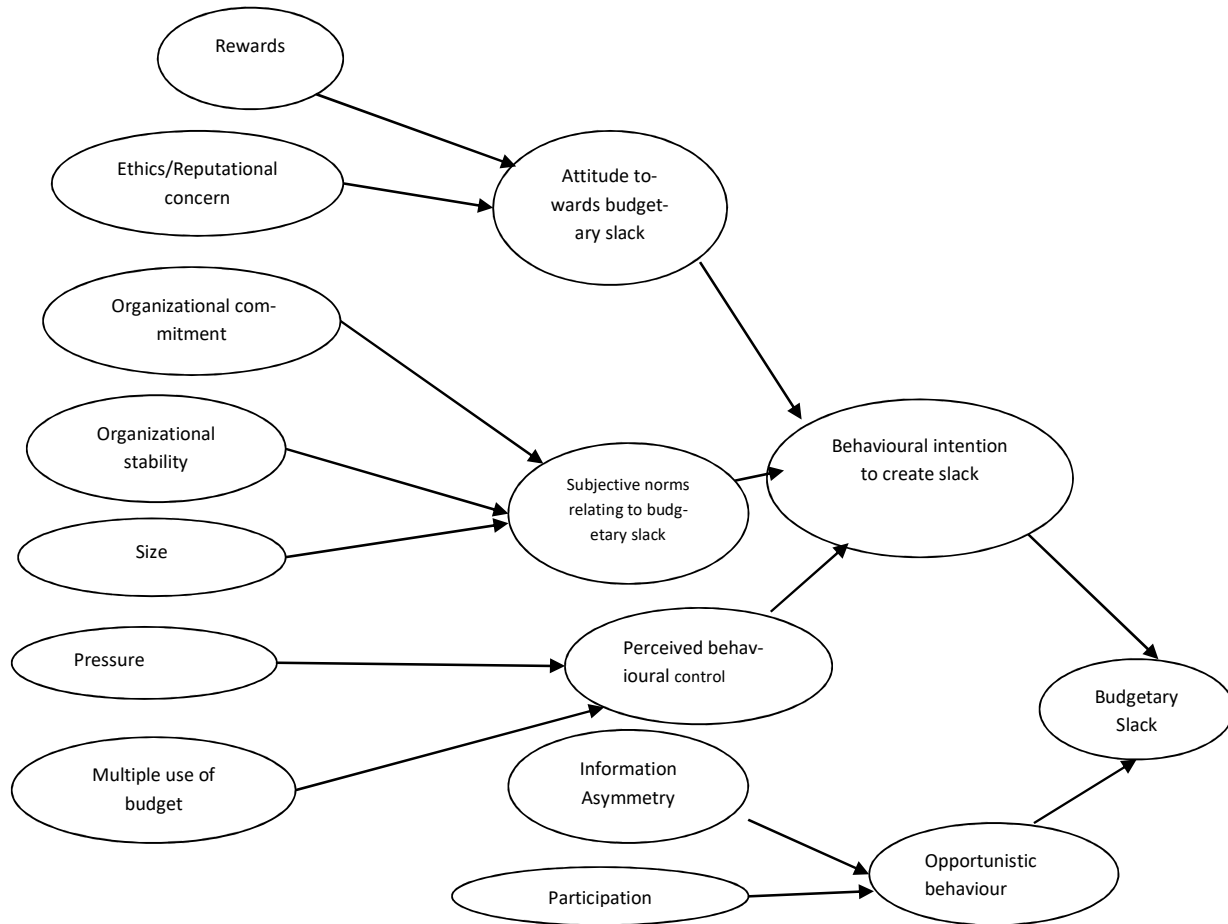 Rewards
Ethics/Reputational
concern
Attitude to-
wards budget-
ary slack
Organizational com-
mitment
Organizational
stability
Size
Subjective norms
relating to budg-
etary slack
Behavioural intention
to create slack
Pressure
Perceived behav-
ioural control
Multiple use of
budget
Information
Asymmetry
Participation
Opportunistic
behaviour
Budgetary
Slack